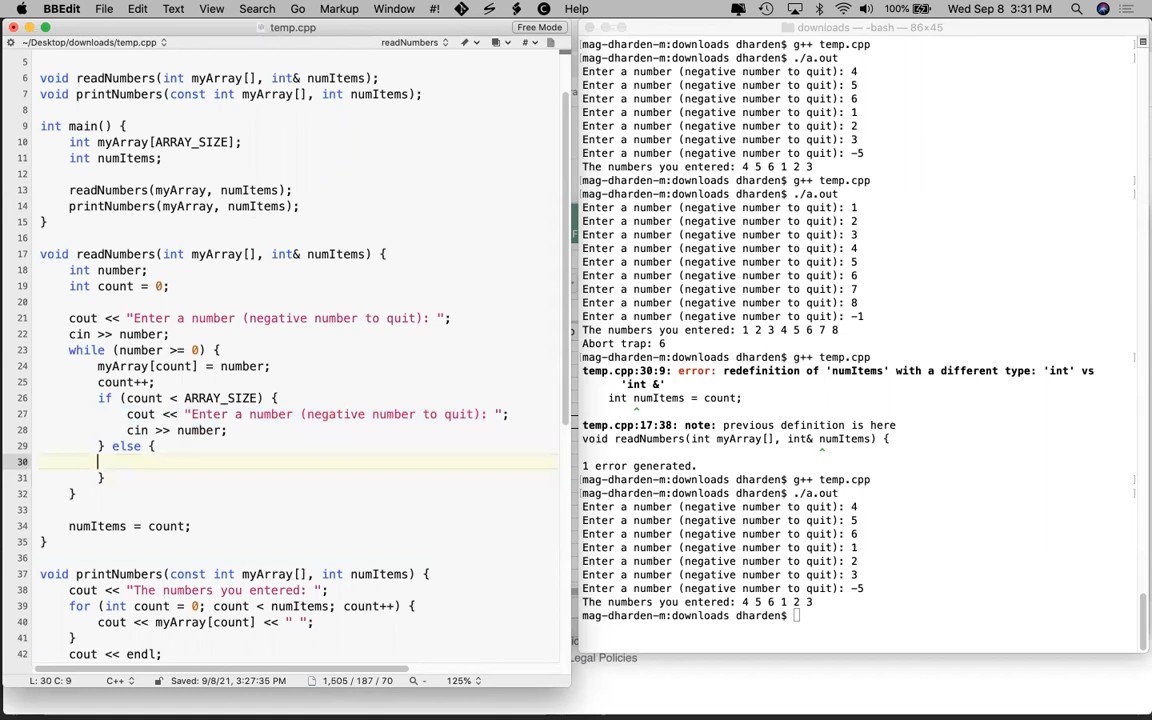 BBEdit File Edit Text View Search Go Markup Window #! Help 100% Wed Sep 8 3:31 PM
temp.cpp Free Mode
~/Desktop/downloads/temp.cpp readNumbers
5
6 void readNumbers(int myArray[], int& numItems);
7 void printNumbers(const int myArray[], int numItems);
8
9 int main() {
10 int myArray[ARRAY_SIZE];
11 int numItems;
12
13 readNumbers(myArray, numItems);
14 printNumbers(myArray, numItems);
15 }
16
17 void readNumbers(int myArray[], int& numItems) {
18 int number;
19 int count = 0;
20
21 cout << "Enter a number (negative number to quit): ";
22 cin >> number;
23 while (number >= 0) {
24 myArray[count] = number;
25 count++;
26 if (count < ARRAY_SIZE) {
27 cout << "Enter a number (negative number to quit): ";
28 cin >> number;
29 } else {
30
31 }
32 }
33
34 numItems = count;
35 }
36
37 void printNumbers(const int myArray[], int numItems) {
38 cout << "The numbers you entered: ";
39 for (int count = 0; count < numItems; count++) {
40 cout << myArray[count] << " ";
41 }
42 cout << endl;
L: 30 C: 9 C++ Saved: 9/8/21, 3:27:35 PM 1,505 / 187 / 70 125%
downloads — -bash — 86×45
mag-dharden-m:downloads dharden$ g++ temp.cpp
mag-dharden-m:downloads dharden$ ./a.out
Enter a number (negative number to quit): 4
Enter a number (negative number to quit): 5
Enter a number (negative number to quit): 6
Enter a number (negative number to quit): 1
Enter a number (negative number to quit): 2
Enter a number (negative number to quit): 3
Enter a number (negative number to quit): -5
The numbers you entered: 4 5 6 1 2 3
mag-dharden-m:downloads dharden$ g++ temp.cpp
mag-dharden-m:downloads dharden$ ./a.out
Enter a number (negative number to quit): 1
Enter a number (negative number to quit): 2
Enter a number (negative number to quit): 3
Enter a number (negative number to quit): 4
Enter a number (negative number to quit): 5
Enter a number (negative number to quit): 6
Enter a number (negative number to quit): 7
Enter a number (negative number to quit): 8
Enter a number (negative number to quit): -1
The numbers you entered: 1 2 3 4 5 6 7 8
Abort trap: 6
mag-dharden-m:downloads dharden$ g++ temp.cpp
temp.cpp:30:9: error: redefinition of 'numItems' with a different type: 'int' vs
'int &'
int numItems = count;
^
temp.cpp:17:38: note: previous definition is here
void readNumbers(int myArray[], int& numItems) {
^
1 error generated.
mag-dharden-m:downloads dharden$ g++ temp.cpp
mag-dharden-m:downloads dharden$ ./a.out
Enter a number (negative number to quit): 4
Enter a number (negative number to quit): 5
Enter a number (negative number to quit): 6
Enter a number (negative number to quit): 1
Enter a number (negative number to quit): 2
Enter a number (negative number to quit): 3
Enter a number (negative number to quit): -5
The numbers you entered: 4 5 6 1 2 3
mag-dharden-m:downloads dharden$
Legal Policies